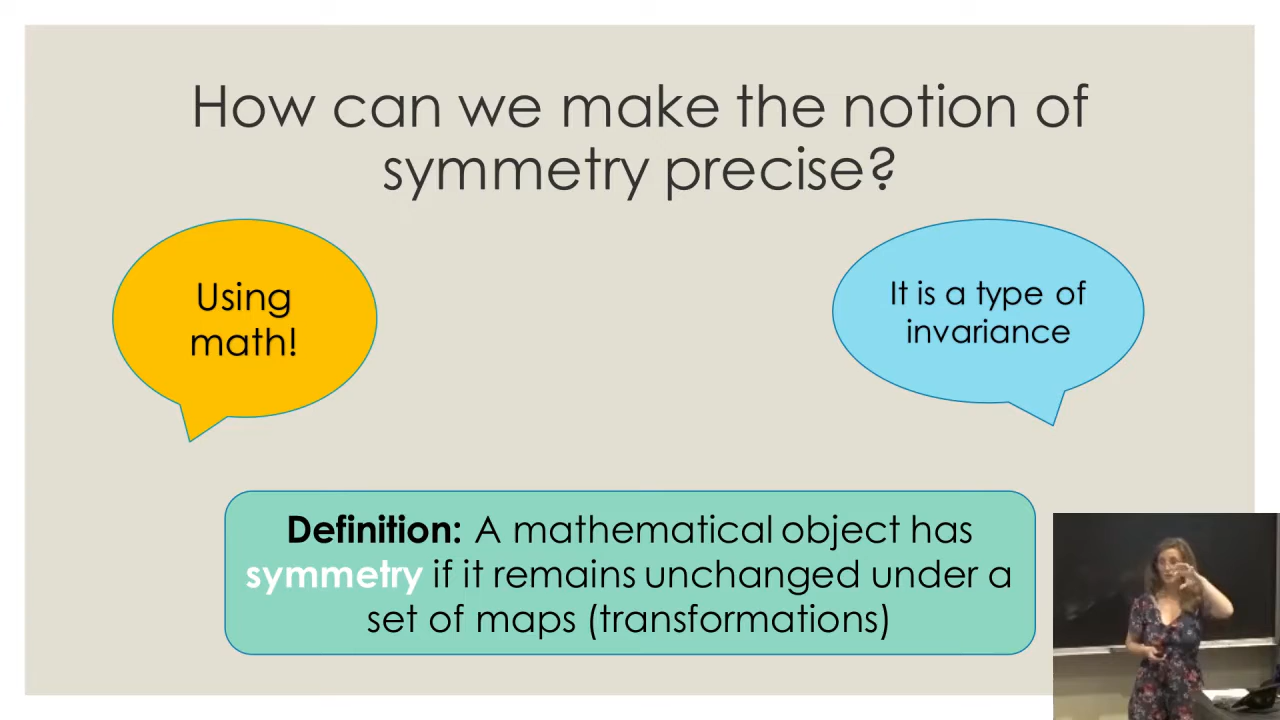 How can we make the notion of
symmetry precise?
Using
math!
It is a type of
invariance
Definition: A mathematical object has
symmetry if it remains unchanged under a
set of maps (transformations)